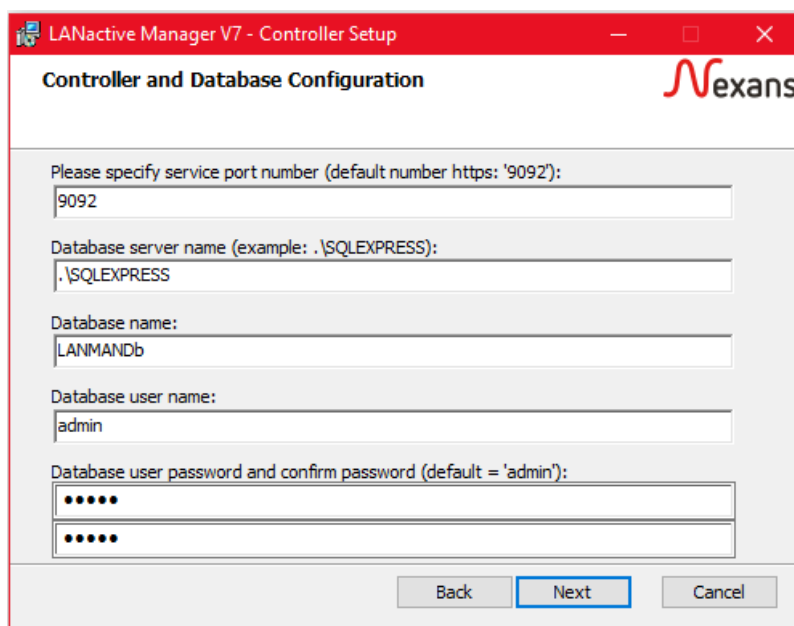 LANactive Manager V7 - Controller Setup
Controller and Database Configuration
Nexans
Please specify service port number (default number https: '9092'):
9092
Database server name (example: .\SQLEXPRESS):
.\SQLEXPRESS
Database name:
LANMANDb
Database user name:
admin
Database user password and confirm password (default = 'admin'):
●●●●●
●●●●●
Back Next Cancel